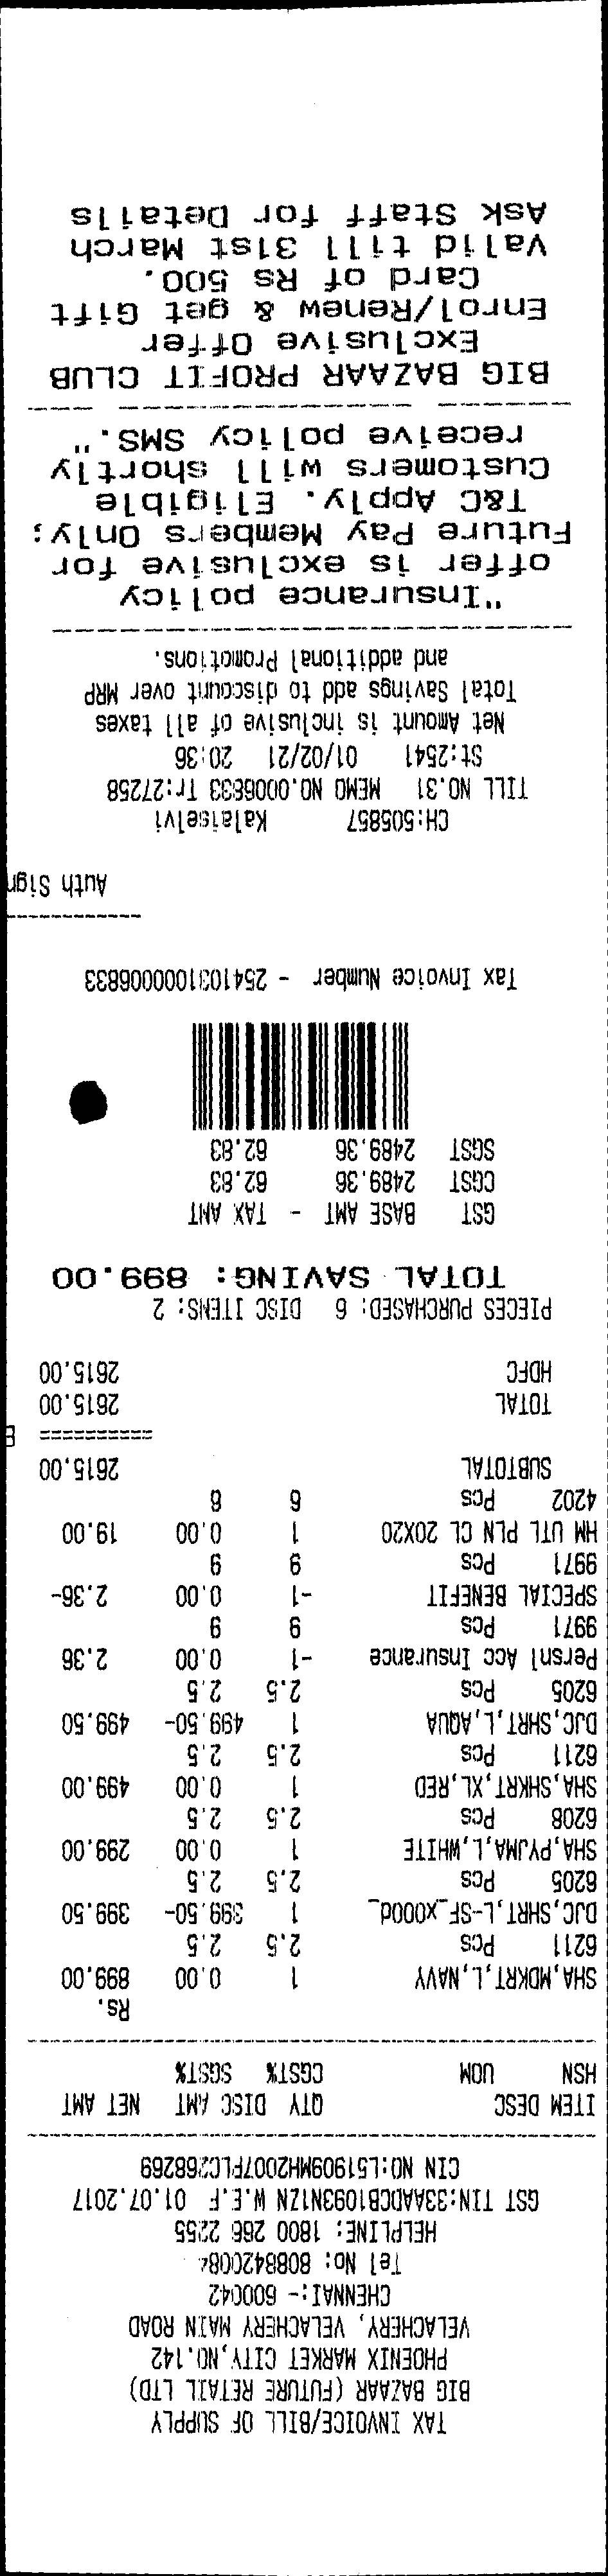 TAX INVOICE/BILL OF SUPPLY
BIG BAZAAR (FUTURE RETAIL LTD)
PHOENIX MARKET CITY,NO.142
VELACHERY, VELACHERY MAIN ROAD
CHENNAI:- 600042
Tel No: 8088420084
HELPLINE: 1800 266 2255
GST TIN:33AADCB1093N1ZN W.E.F 01.07.2017
CIN NO:L51909MH2007PLC268269
ITEM DESC QTY DISC AMT NET AMT
HSN UOM CGST% SGST%
Rs.
SHA,MDKRT,L,NAVY 1 0.00 899.00
6211 Pcs 2.5 2.5
DJC,SHRT,L-SF_x000d_ 1 399.50- 399.50
6205 Pcs 2.5 2.5
SHA,PYJMA,L,WHITE 1 0.00 299.00
6208 Pcs 2.5 2.5
SHA,SHKRT,XL,RED 1 0.00 499.00
6211 Pcs 2.5 2.5
DJC,SHRT,L,AQUA 1 499.50- 499.50
6205 Pcs 2.5 2.5
Persnl Acc Insurance -1 0.00 2.36
9971 Pcs 9 9
SPECIAL BENEFIT -1 0.00 2.36-
9971 Pcs 9 9
HM UTL PLN CL 20X20 1 0.00 19.00
4202 Pcs 6 6
SUBTOTAL 2615.00
==========
TOTAL 2615.00
HDFC 2615.00
PIECES PURCHASED: 6 DISC ITEMS: 2
TOTAL SAVING: 899.00
GST BASE AMT - TAX AMT
CGST 2489.36 62.83
SGST 2489.36 62.83
Tax Invoice Number - 2541031000006833
Auth Sign
CH:505857 Kalaiselvi
TILL NO.31 MEMO NO.0006833 Tr:27258
St:2541 01/02/21 20:36
Net Amount is inclusive of all taxes
Total Savings add to discount over MRP
and additional Promotions.
"Insurance policy
offer is exclusive for
Future Pay Members Only;
T&C Apply. Eligible
Customers will shortly
receive policy SMS."
BIG BAZAAR PROFIT CLUB
Exclusive Offer
Enrol/Renew & get Gift
Card of Rs 500.
Valid till 31st March
Ask Staff for Details